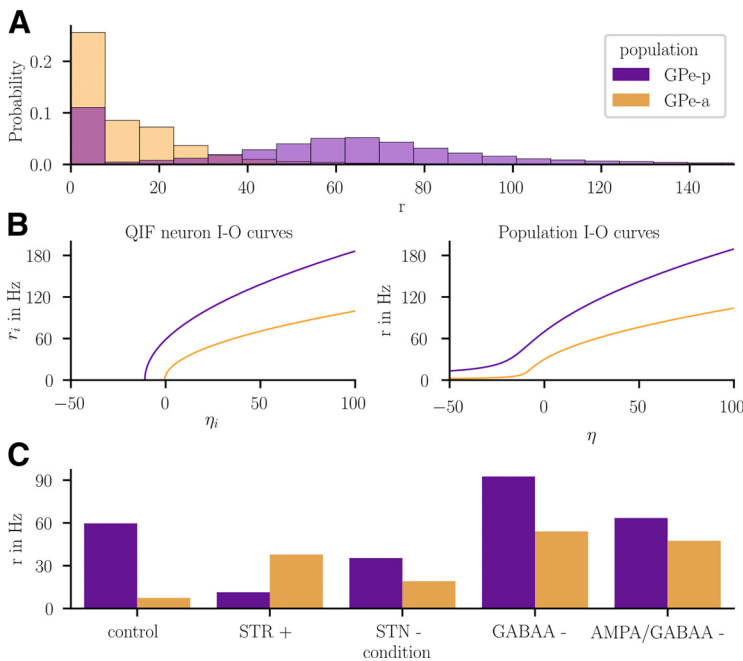 A
Probability
0.2
0.1
0.0
population
GPe-p
GPe-a
0 20 40 60 80 100 120 140
r
B
QIF neuron I-O curves
r_i in Hz
180
120
60
0
−50 0 50 100
η_i
Population I-O curves
r in Hz
180
120
60
0
−50 0 50 100
η
C
r in Hz
90
60
30
0
control STR + STN - GABAA - AMPA/GABAA -
condition